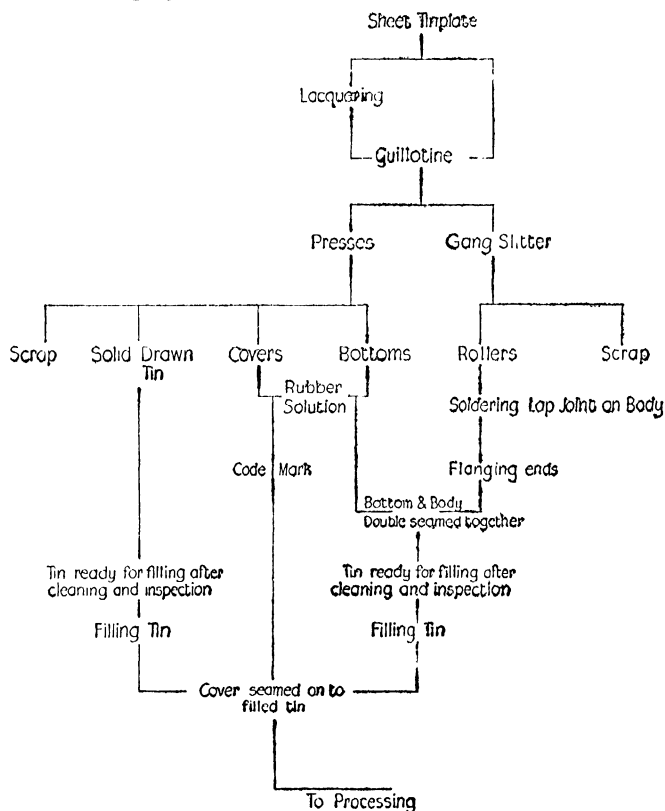 Sheet Tinplate
Lacquering
Guillotine
Presses
Gang Slitter
Scrap
Solid Drawn
Tin
Covers
Bottoms
Rollers
Scrap
Rubber
Solution
Soldering Lap Joint on Body
Code Mark
Flanging ends
Bottom & Body
Double seamed together
Tin ready for filling after
cleaning and inspection
Tin ready for filling after
cleaning and inspection
Filling Tin
Filling Tin
Cover seamed on to
filled tin
To Processing